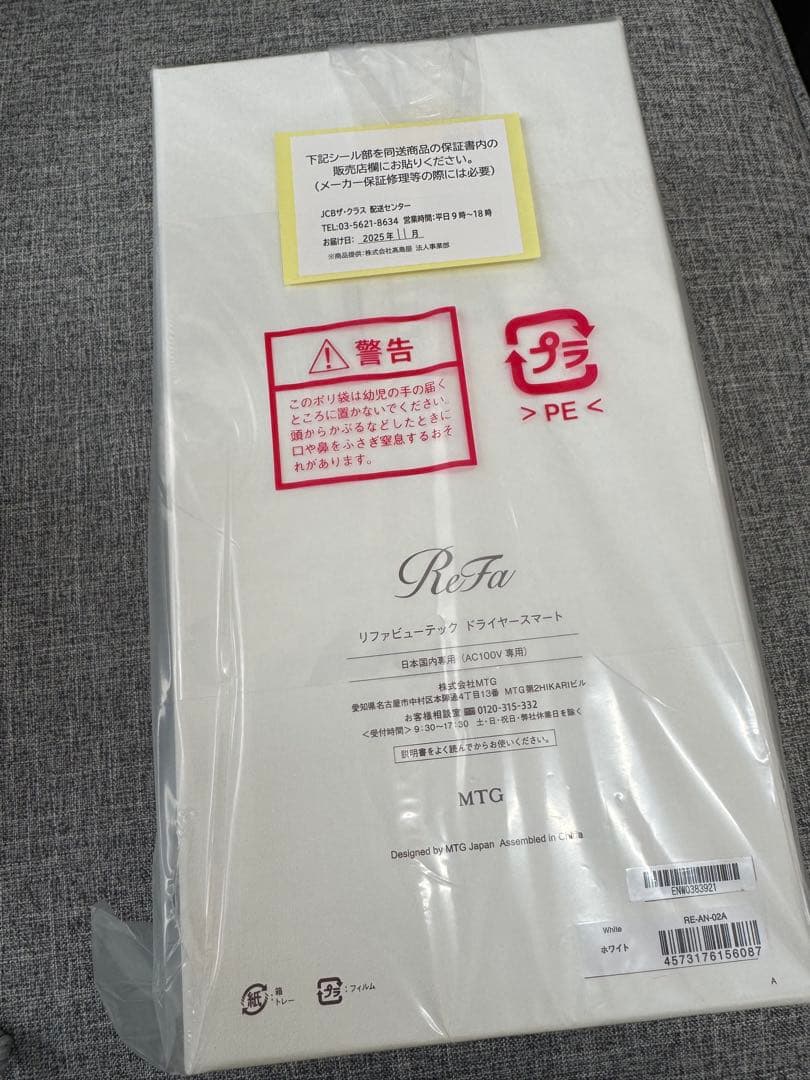 下記シール部を同送商品の保証書内の
販売店欄にお貼りください。
(メーカー保証修理等の際には必要)
JCBザ・クラス 配送センター
TEL:03-5621-8634 営業時間:平日9時〜18時
お届け日: 2025年11月
※商品提供:株式会社髙島屋 法人事業部
警告
このポリ袋は幼児の手の届く
ところに置かないでください。
頭からかぶるなどしたときに
口や鼻をふさぎ窒息するおそ
れがあります。
プラ
>PE<
ReFa
リファビューテック ドライヤースマート
日本国内専用(AC100V専用)
株式会社MTG
愛知県名古屋市中村区本陣通4丁目13番 MTG第2HIKARIビル
お客様相談室 0120-315-332
<受付時間>9:30〜17:30 土・日・祝日・弊社休業日を除く
説明書をよく読んでからお使いください。
MTG
Designed by MTG Japan Assembled in China
ENW0383921
White RE-AN-02A
ホワイト
4573176156087
紙:箱
トレー
プラ:フィルム
A